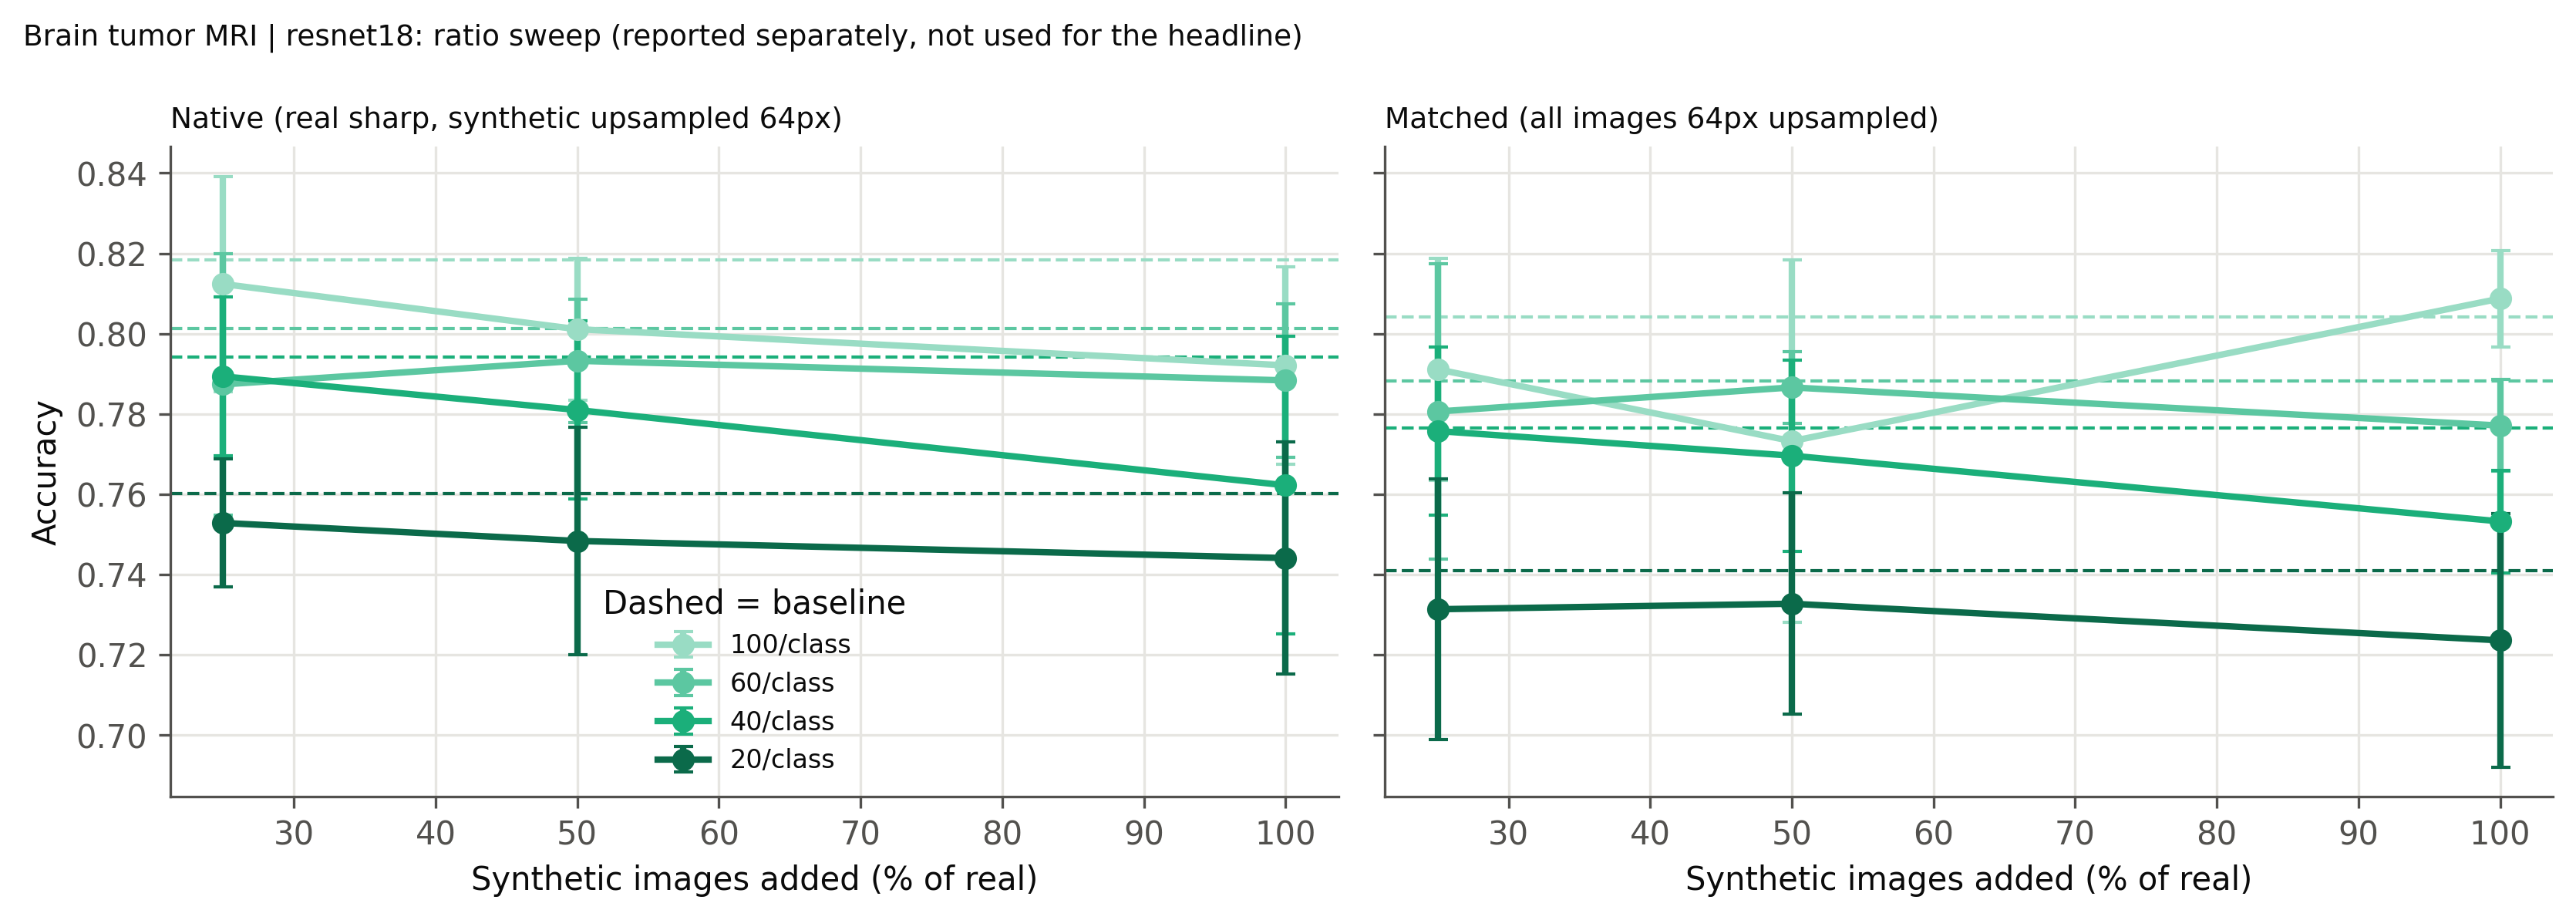 Brain tumor MRI | resnet18: ratio sweep (reported separately, not used for the headline)
Native (real sharp, synthetic upsampled 64px)
Matched (all images 64px upsampled)
Accuracy
0.84
0.82
0.80
0.78
0.76
0.74
0.72
0.70
Dashed = baseline
100/class
60/class
40/class
20/class
30 40 50 60 70 80 90 100
30 40 50 60 70 80 90 100
Synthetic images added (% of real)
Synthetic images added (% of real)